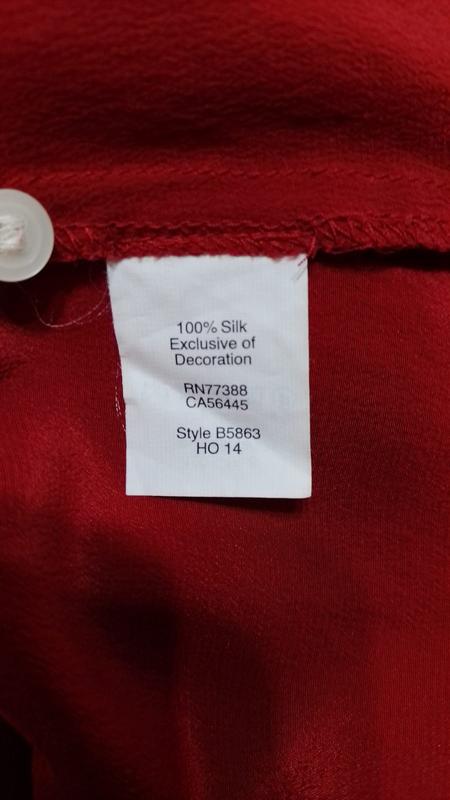 100% Silk
Exclusive of
Decoration
RN77388
CA56445
Style B5863
HO 14